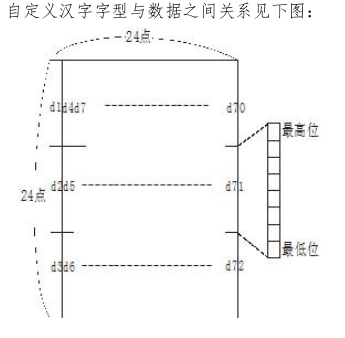 自定义汉字字型与数据之间关系见下图:
24点
d1d4d7 d70
最高位
24点
d2d5 d71
最低位
d3d6 d72